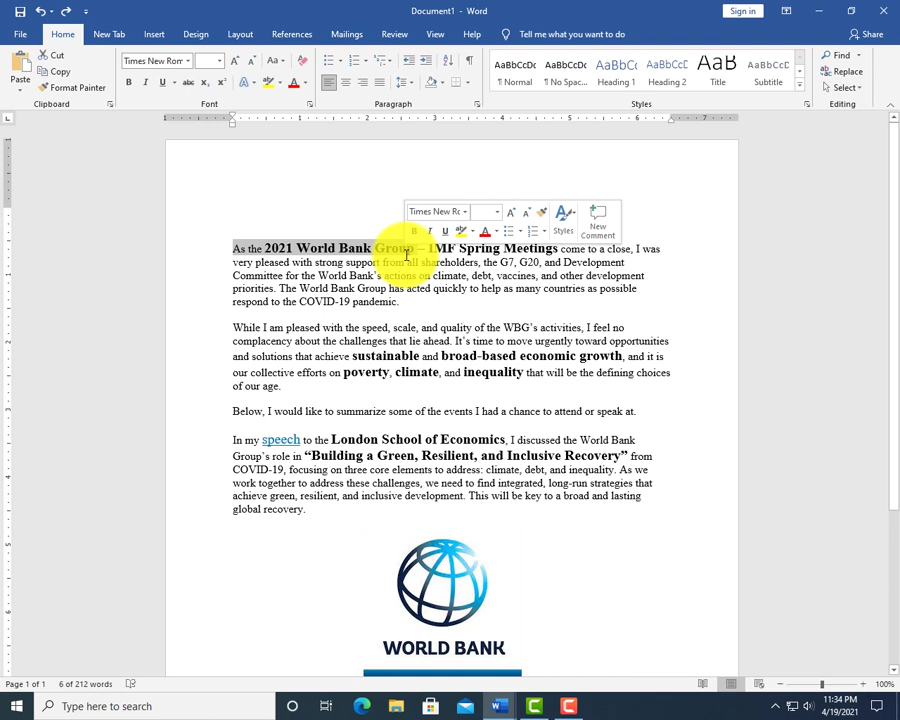 Document1 - Word
Sign in
File Home New Tab Insert Design Layout References Mailings Review View Help Tell me what you want to do Share
Paste Cut Copy Format Painter Clipboard
Times New Rom Aa Font
Paragraph
AaBbCcDc AaBbCcDc AaBbCc AaBbCcD AaB AaBbCcD
¶ Normal ¶ No Spac... Heading 1 Heading 2 Title Subtitle
Styles
Find Replace Select Editing
Times New Ro Styles New Comment
As the 2021 World Bank Group – IMF Spring Meetings come to a close, I was
very pleased with strong support from all shareholders, the G7, G20, and Development
Committee for the World Bank's actions on climate, debt, vaccines, and other development
priorities. The World Bank Group has acted quickly to help as many countries as possible
respond to the COVID-19 pandemic.
While I am pleased with the speed, scale, and quality of the WBG's activities, I feel no
complacency about the challenges that lie ahead. It's time to move urgently toward opportunities
and solutions that achieve sustainable and broad-based economic growth, and it is
our collective efforts on poverty, climate, and inequality that will be the defining choices
of our age.
Below, I would like to summarize some of the events I had a chance to attend or speak at.
In my speech to the London School of Economics, I discussed the World Bank
Group's role in “Building a Green, Resilient, and Inclusive Recovery” from
COVID-19, focusing on three core elements to address: climate, debt, and inequality. As we
work together to address these challenges, we need to find integrated, long-run strategies that
achieve green, resilient, and inclusive development. This will be key to a broad and lasting
global recovery.
WORLD BANK
Page 1 of 1 6 of 212 words 100%
Type here to search
11:34 PM
4/19/2021